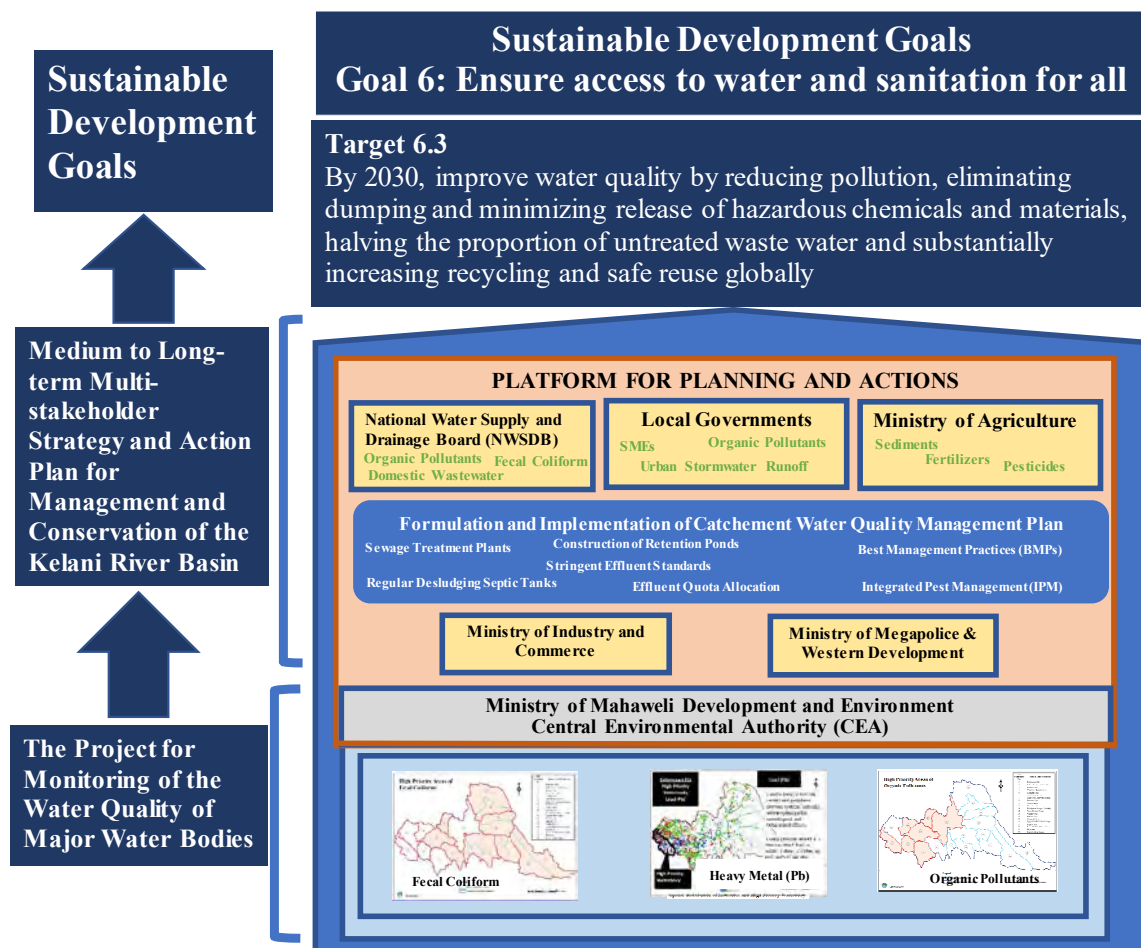 Sustainable
Development
Goals
Sustainable Development Goals
Goal 6: Ensure access to water and sanitation for all
Target 6.3
By 2030, improve water quality by reducing pollution, eliminating
dumping and minimizing release of hazardous chemicals and materials,
halving the proportion of untreated waste water and substantially
increasing recycling and safe reuse globally
Medium to Long-
term Multi-
stakeholder
Strategy and Action
Plan for
Management and
Conservation of the
Kelani River Basin
PLATFORM FOR PLANNING AND ACTIONS
National Water Supply and
Drainage Board (NWSDB)
Organic Pollutants Fecal Coliform
Domestic Wastewater
Local Governments
SMEs Organic Pollutants
Urban Stormwater Runoff
Ministry of Agriculture
Sediments
Fertilizers
Pesticides
Formulation and Implementation of Catchement Water Quality Management Plan
Sewage Treatment Plants
Construction of Retention Ponds
Best Management Practices (BMPs)
Stringent Effluent Standards
Regular Desludging Septic Tanks
Effluent Quota Allocation
Integrated Pest Management (IPM)
Ministry of Industry and
Commerce
Ministry of Megapolice &
Western Development
Ministry of Mahaweli Development and Environment
Central Environmental Authority (CEA)
The Project for
Monitoring of the
Water Quality of
Major Water Bodies
High Priority Areas of
Fecal Coliform
Fecal Coliform
Lead (Pb)
High Priority
Heavy Metal (Pb)
High Priority Areas of
Organic Pollutants
Organic Pollutants